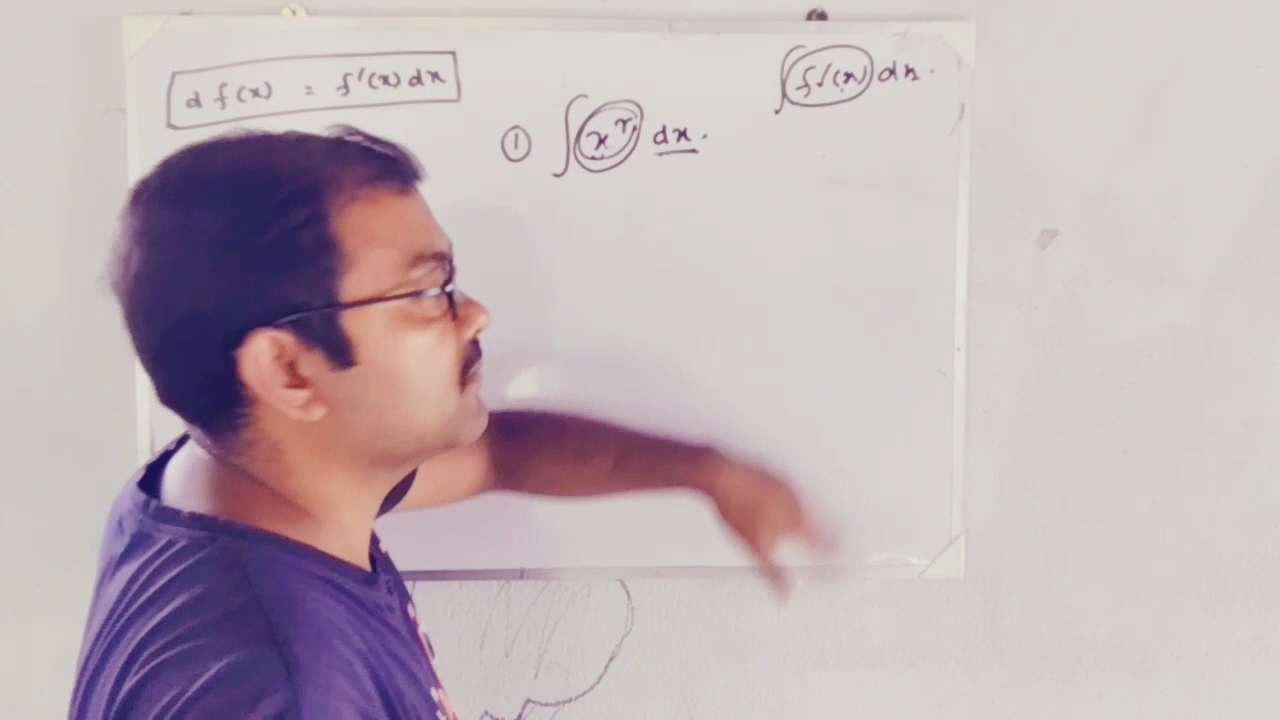 d f(x) = f'(x) dx
∫ f'(x) dx.
① ∫ x^r dx.